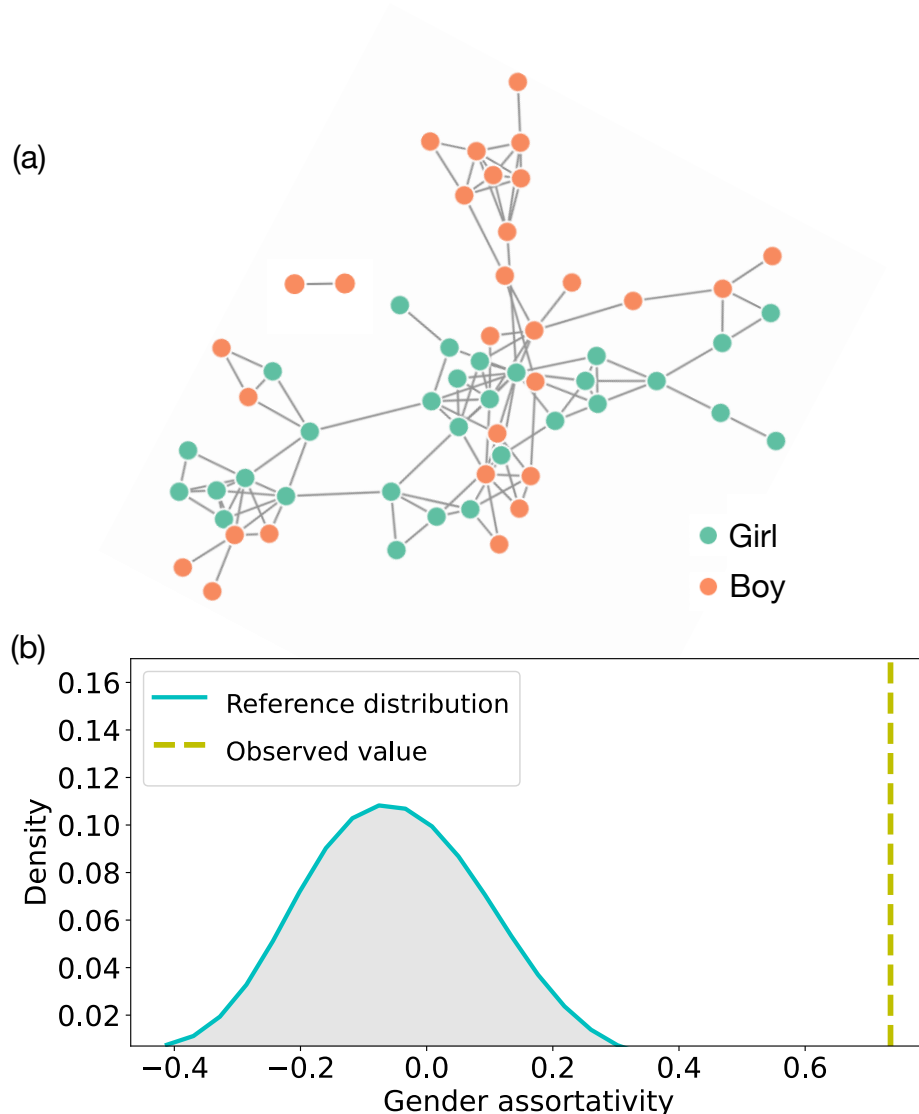 (a)
Girl
Boy
(b)
0.16
0.14
0.12
0.10
0.08
0.06
0.04
0.02
Density
Reference distribution
Observed value
−0.4 −0.2 0.0 0.2 0.4 0.6
Gender assortativity